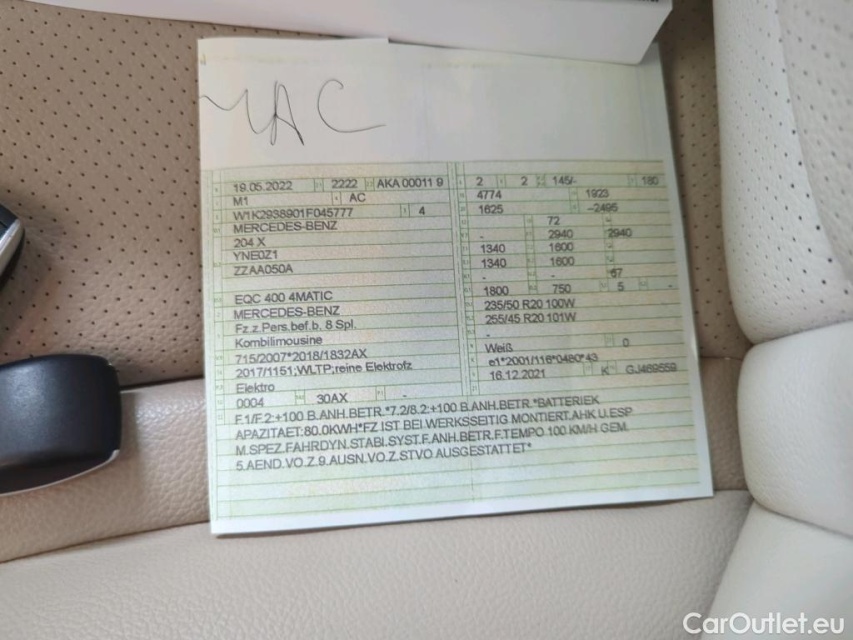 MAC
19.05.2022 2222 AKA 00011 9
M1 AC
W1K2938901F045777 4
MERCEDES-BENZ
204 X
YNE0Z1
ZZAA050A
EQC 400 4MATIC
MERCEDES-BENZ
Fz.z.Pers.bef.b. 8 Spl.
Kombilimousine
715/2007*2018/1832AX
2017/1151;WLTP;reine Elektrofz
Elektro
0004 30AX -
2 2 145/- 180
4774 1923
1625 -2495
72
- 2940 2940
1340 1600
1340 1600
- - 67
1800 750 5 -
235/50 R20 100W
255/45 R20 101W
-
-
Weiß 0
e1*2001/116*0480*43
16.12.2021 K GJ469559
F.1/F.2:+100 B.ANH.BETR.*7.2/8.2:+100 B.ANH.BETR.*BATTERIEK
APAZITAET:80.0KWH*FZ IST BEI WERKSSEITIG MONTIERT.AHK U.ESP
M.SPEZ.FAHRDYN.STABI.SYST.F.ANH.BETR.F.TEMPO 100 KM/H GEM.
5.AEND.VO.Z.9.AUSN.VO.Z.STVO AUSGESTATTET*
CarOutlet.eu